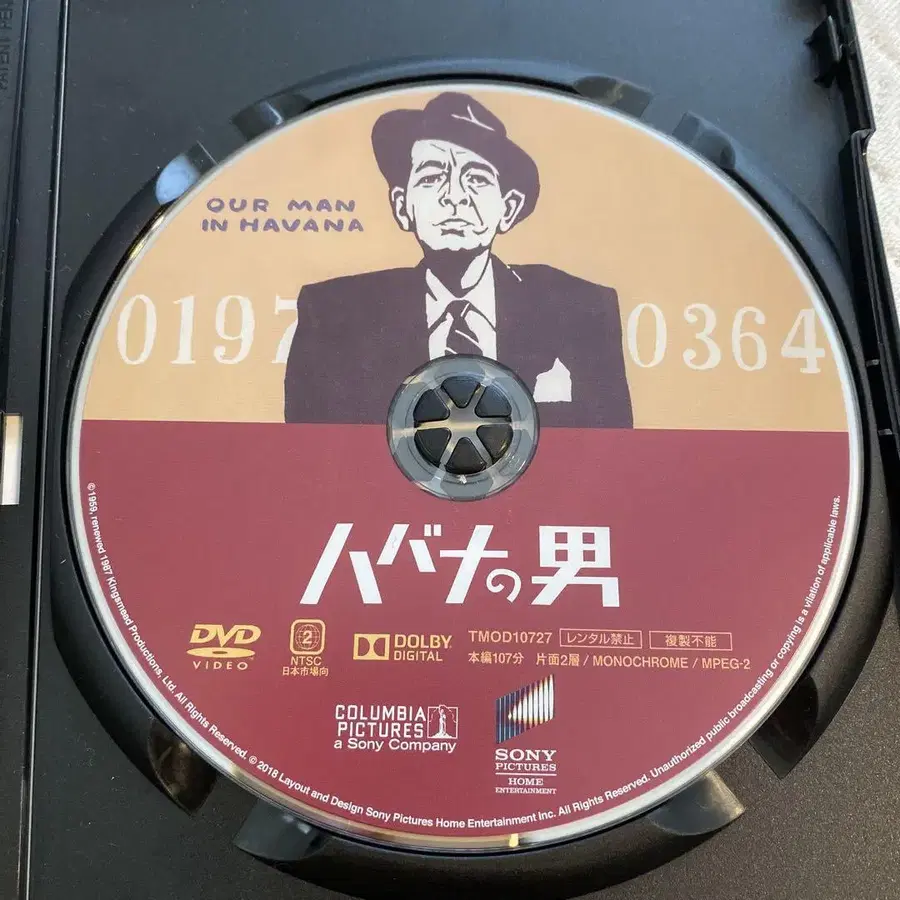 OUR MAN
IN HAVANA
0197
0364
ハバナの男
DVD
VIDEO
2
NTSC
日本市場向
DOLBY
DIGITAL
TMOD10727
レンタル禁止
複製不能
本編107分 片面2層 / MONOCHROME / MPEG-2
COLUMBIA
PICTURES
a Sony Company
SONY
PICTURES
HOME
ENTERTAINMENT
©1959, renewed 1987 Kingsmead Productions, Ltd. All Rights Reserved. © 2018 Layout and Design Sony Pictures Home Entertainment Inc. All Rights Reserved. Unauthorized public broadcasting or copying is a vilation of applicable laws.